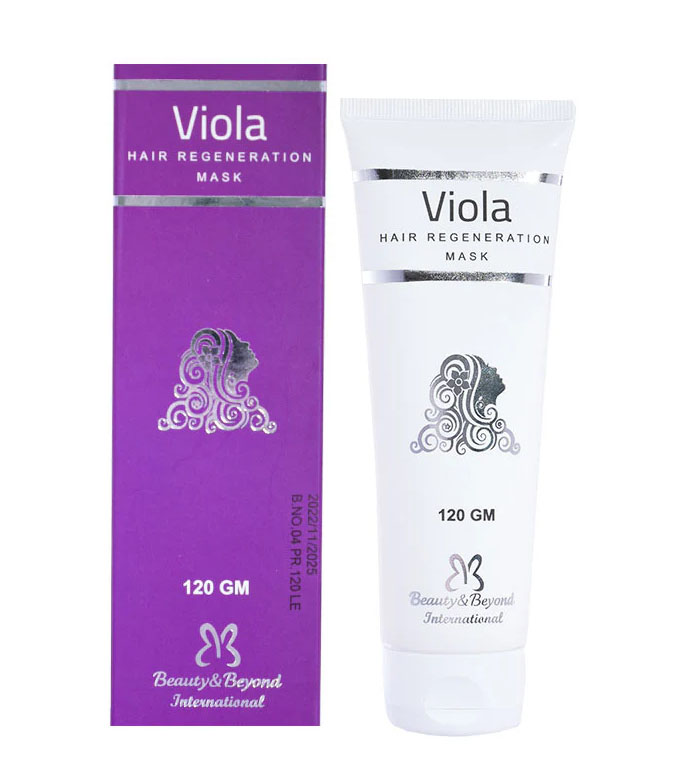 Viola
HAIR REGENERATION
MASK
2022/11/2025
B.NO.04 PR.120 LE
120 GM
Beauty&Beyond
International
Viola
HAIR REGENERATION
MASK
120 GM
Beauty&Beyond
International